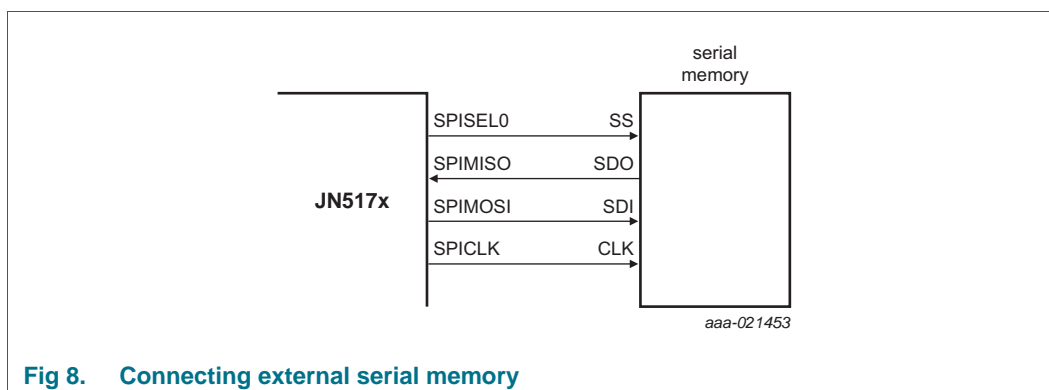 serial
memory
SPISEL0 SS
SPIMISO SDO
JN517x
SPIMOSI SDI
SPICLK CLK
aaa-021453
Fig 8. Connecting external serial memory